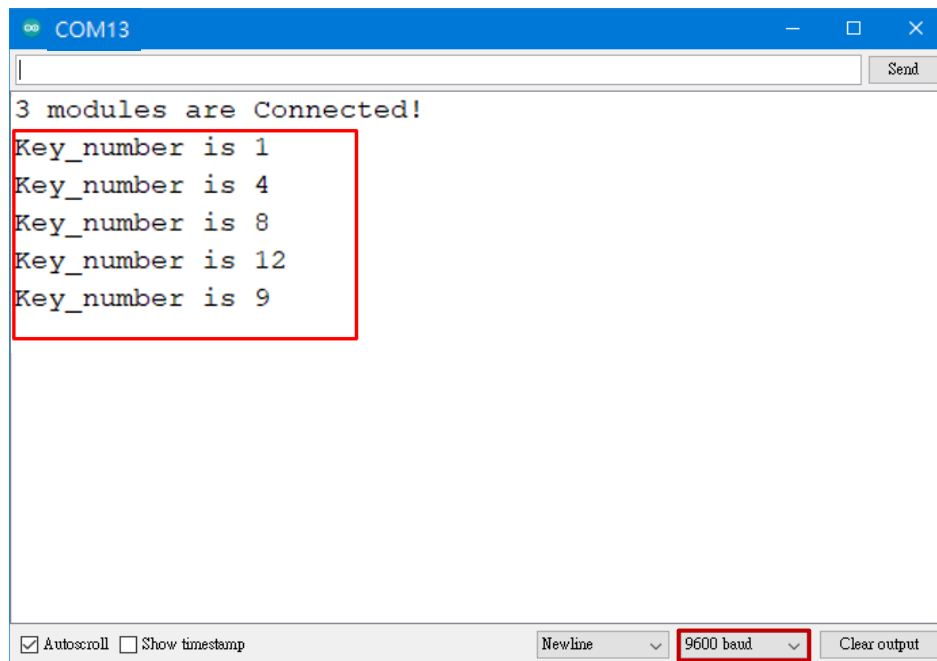 COM13
Send
3 modules are Connected!
Key_number is 1
Key_number is 4
Key_number is 8
Key_number is 12
Key_number is 9
Autoscroll Show timestamp Newline 9600 baud Clear output